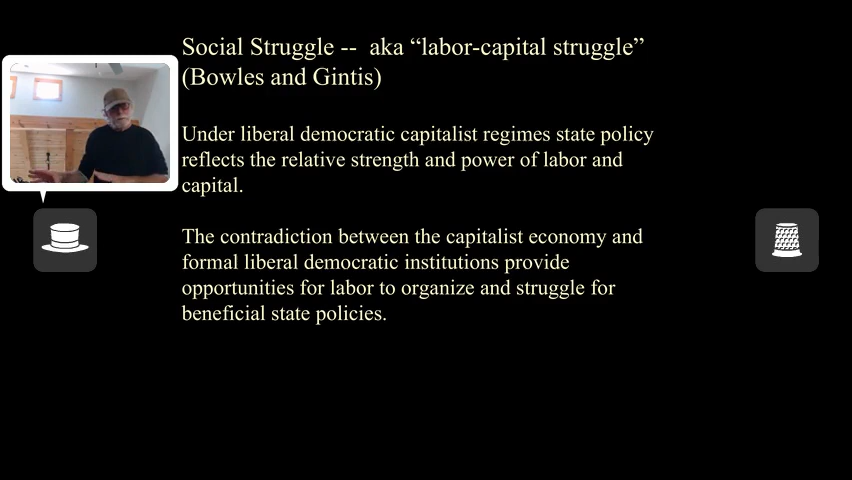 Social Struggle -- aka “labor-capital struggle”
(Bowles and Gintis)
Under liberal democratic capitalist regimes state policy
reflects the relative strength and power of labor and
capital.
The contradiction between the capitalist economy and
formal liberal democratic institutions provide
opportunities for labor to organize and struggle for
beneficial state policies.